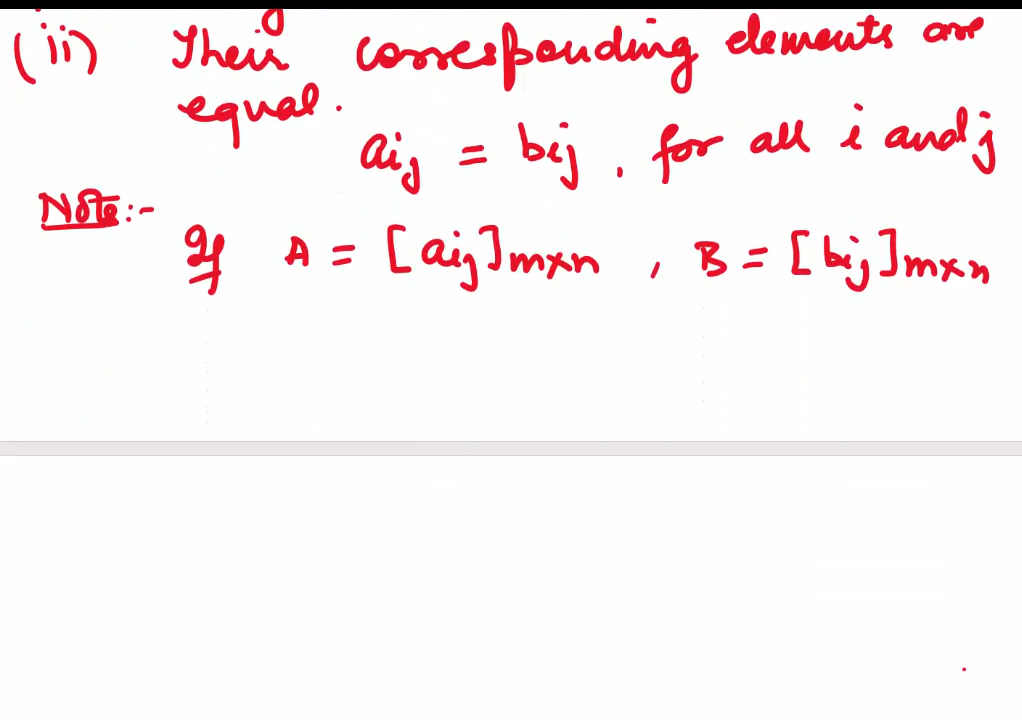 (ii) Their corresponding elements are
equal.
aij = bij, for all i and j
Note:-
If A = [aij]m×n , B = [bij]m×n